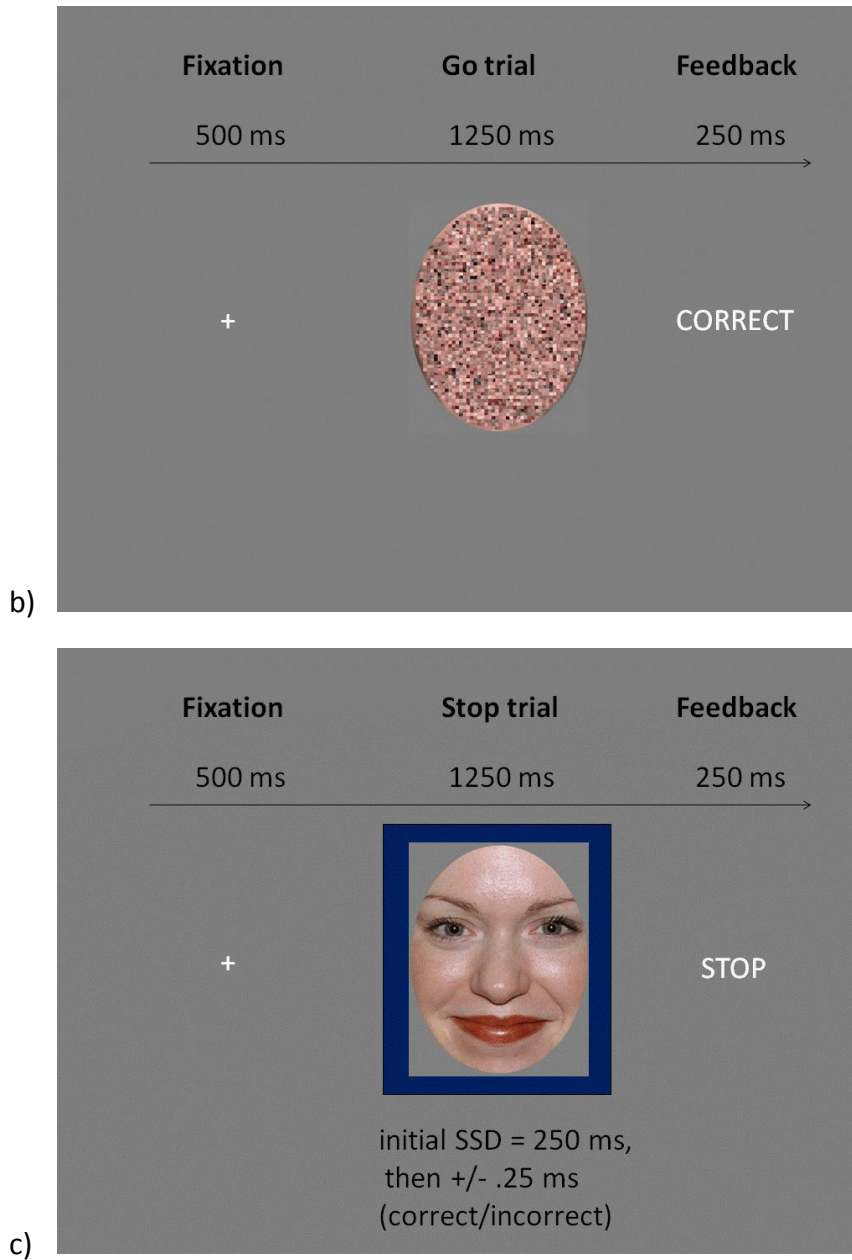 Fixation Go trial Feedback
500 ms 1250 ms 250 ms
+ CORRECT
b)
Fixation Stop trial Feedback
500 ms 1250 ms 250 ms
+ STOP
initial SSD = 250 ms,
then +/- .25 ms
(correct/incorrect)
c)